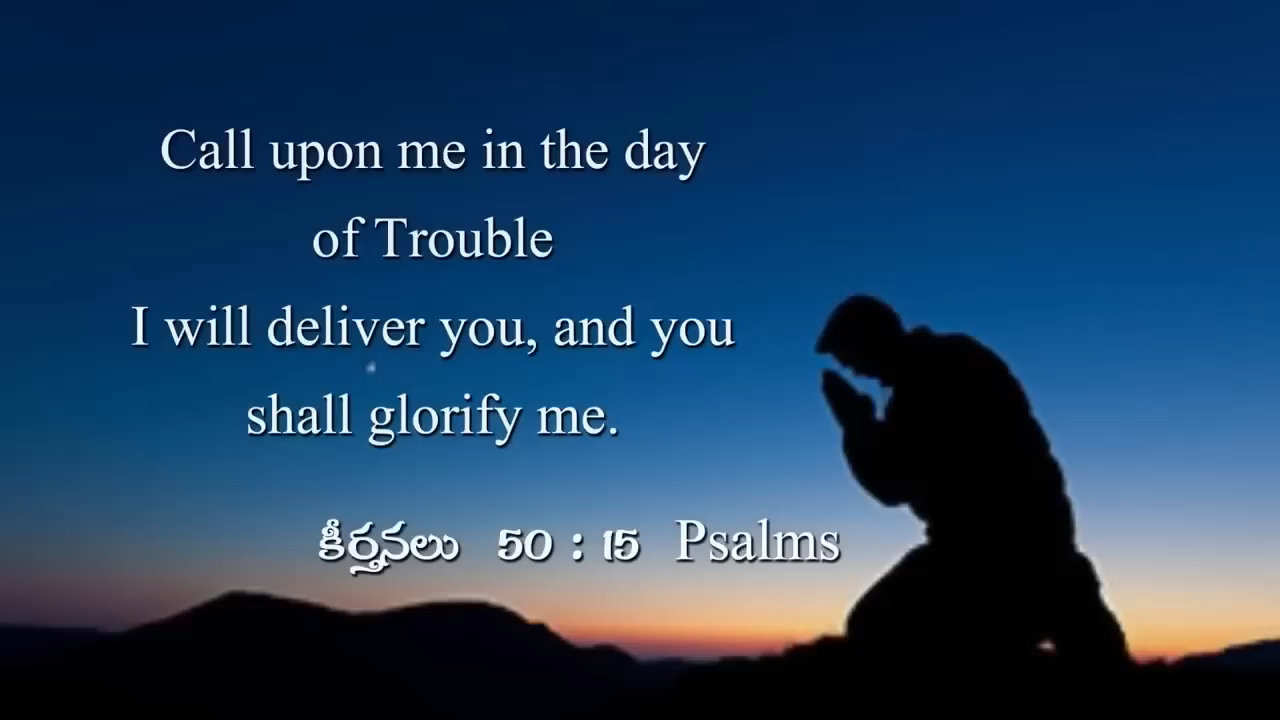 Call upon me in the day
of Trouble
I will deliver you, and you
shall glorify me.
కీర్తనలు 50 : 15 Psalms